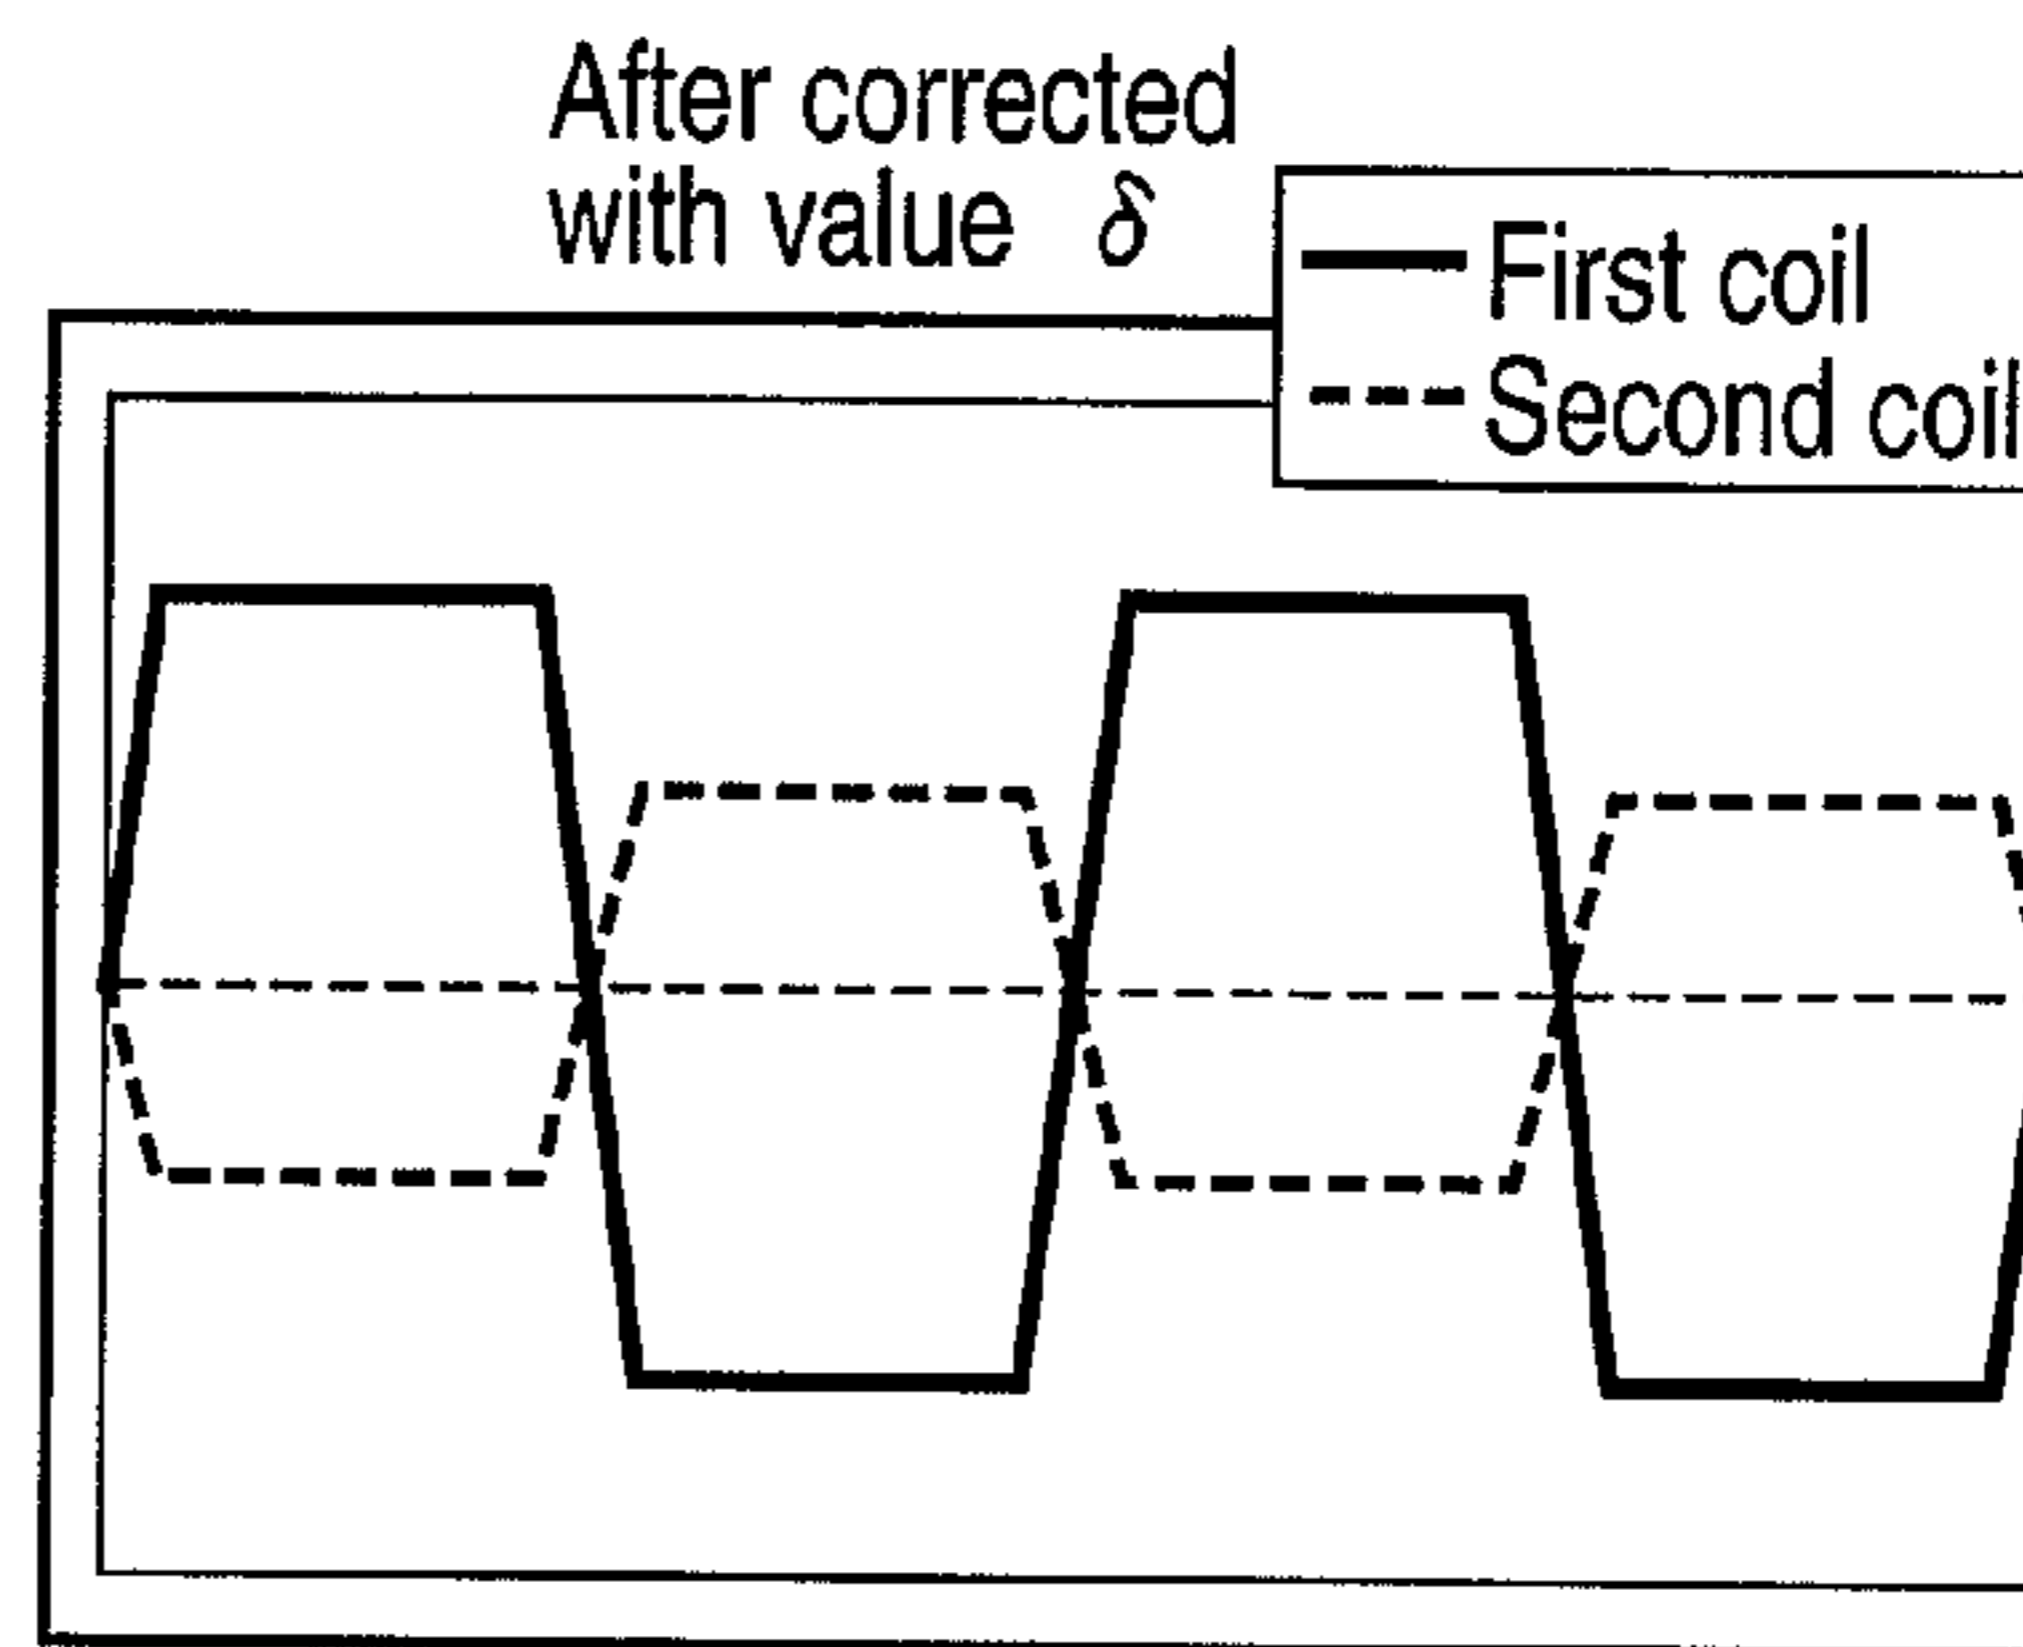 After corrected
with value δ
First coil
Second coil